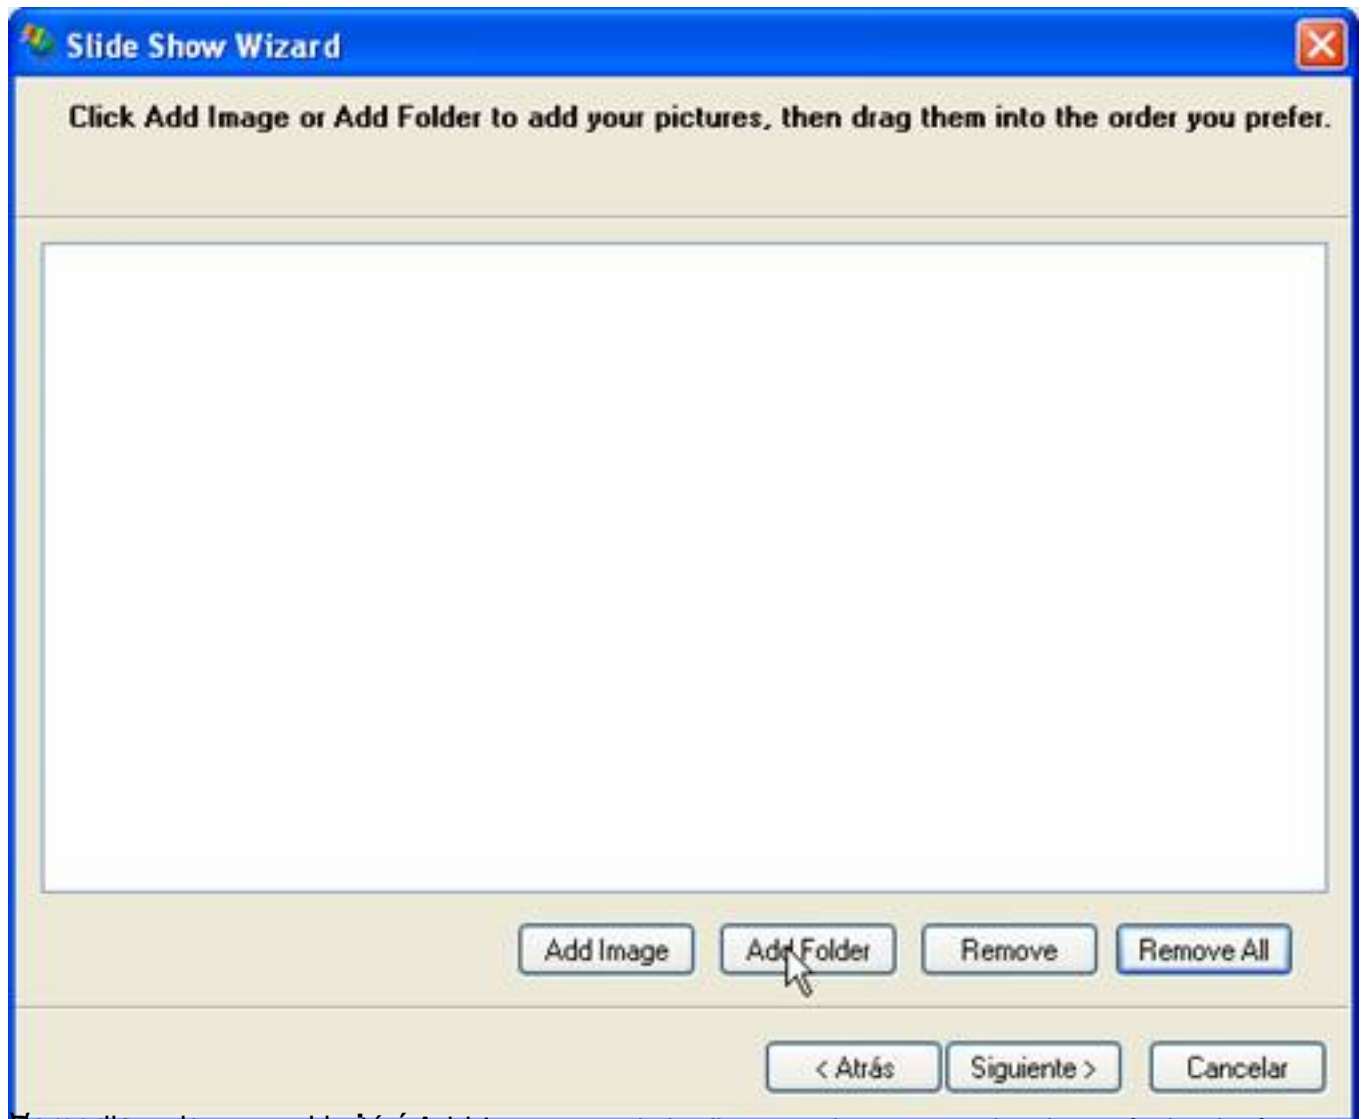 Slide Show Wizard
Click Add Image or Add Folder to add your pictures, then drag them into the order you prefer.
Add Image Add Folder Remove Remove All
< Atrás Siguiente > Cancelar